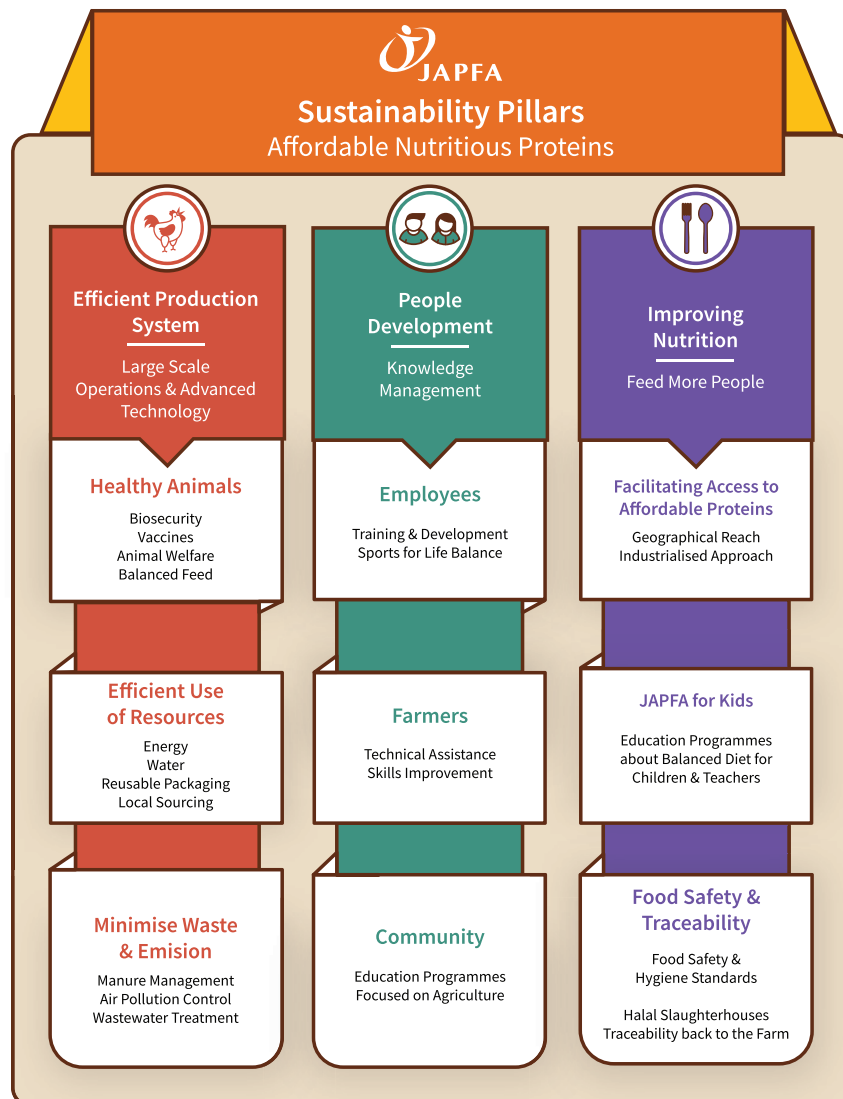 JAPFA
Sustainability Pillars
Affordable Nutritious Proteins
Efficient Production
System
Large Scale
Operations & Advanced
Technology
Healthy Animals
Biosecurity
Vaccines
Animal Welfare
Balanced Feed
Efficient Use
of Resources
Energy
Water
Reusable Packaging
Local Sourcing
Minimise Waste
& Emision
Manure Management
Air Pollution Control
Wastewater Treatment
People
Development
Knowledge
Management
Employees
Training & Development
Sports for Life Balance
Farmers
Technical Assistance
Skills Improvement
Community
Education Programmes
Focused on Agriculture
Improving
Nutrition
Feed More People
Facilitating Access to
Affordable Proteins
Geographical Reach
Industrialised Approach
JAPFA for Kids
Education Programmes
about Balanced Diet for
Children & Teachers
Food Safety &
Traceability
Food Safety &
Hygiene Standards
Halal Slaughterhouses
Traceability back to the Farm